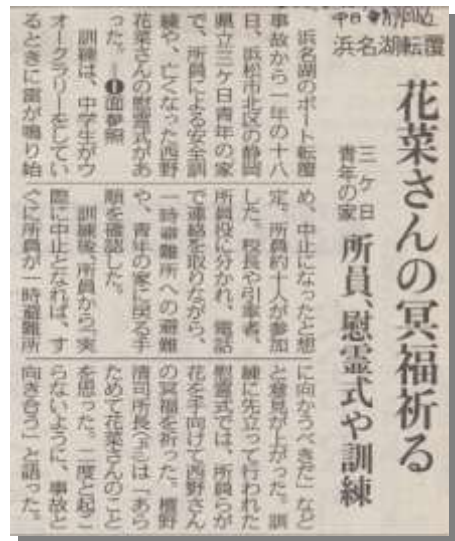 中日
浜名湖転覆
花菜さんの冥福祈る
三ケ日
青年の家
所員、慰霊式や訓練
浜名湖のボート転覆
事故から一年の十八
日、浜松市北区の静岡
県立三ケ日青年の家
で、所員による安全訓
練や、亡くなった西野
花菜さんの慰霊式があ
った。=❶面参照
訓練は、中学生がウ
オークラリーをしてい
るときに雷が鳴り始
め、中止になったと想
定。所員約十人が参加
した。校長や引率者、
所員役に分かれ、電話
で連絡を取りながら、
一時避難所への避難
や、青年の家に戻る手
順を確認した。
訓練後、所員から「実
際に中止となれば、す
ぐに所員が一時避難所
に向かうべきだ」など
と意見が上がった。訓
練に先立って行われた
慰霊式では、所員らが
花を手向けて西野さん
の冥福を祈った。檀野
清司所長は「あら
ためて花菜さんのこと
を思った。二度と起こ
らないように、事故と
向き合う」と語った。